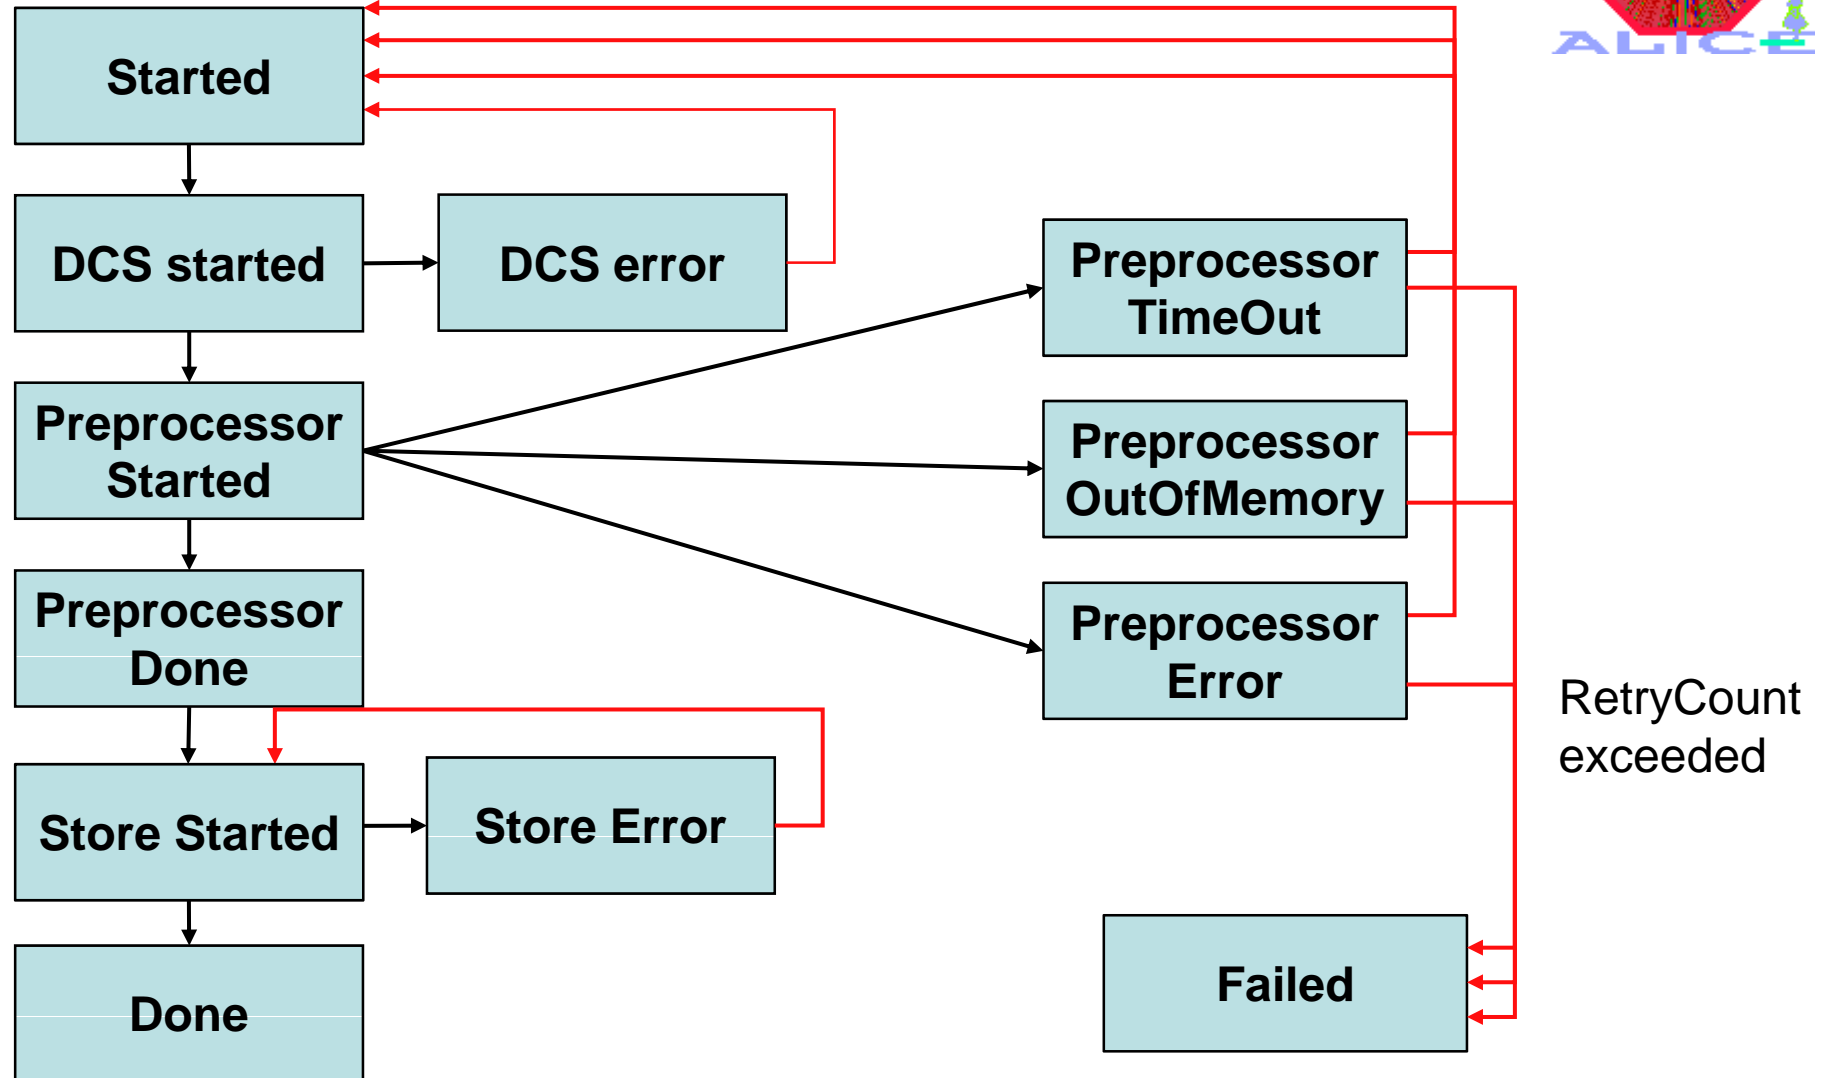 ALICE
Started
DCS started
DCS error
Preprocessor
TimeOut
Preprocessor
Started
Preprocessor
OutOfMemory
Preprocessor
Done
Preprocessor
Error
RetryCount
exceeded
Store Started
Store Error
Done
Failed